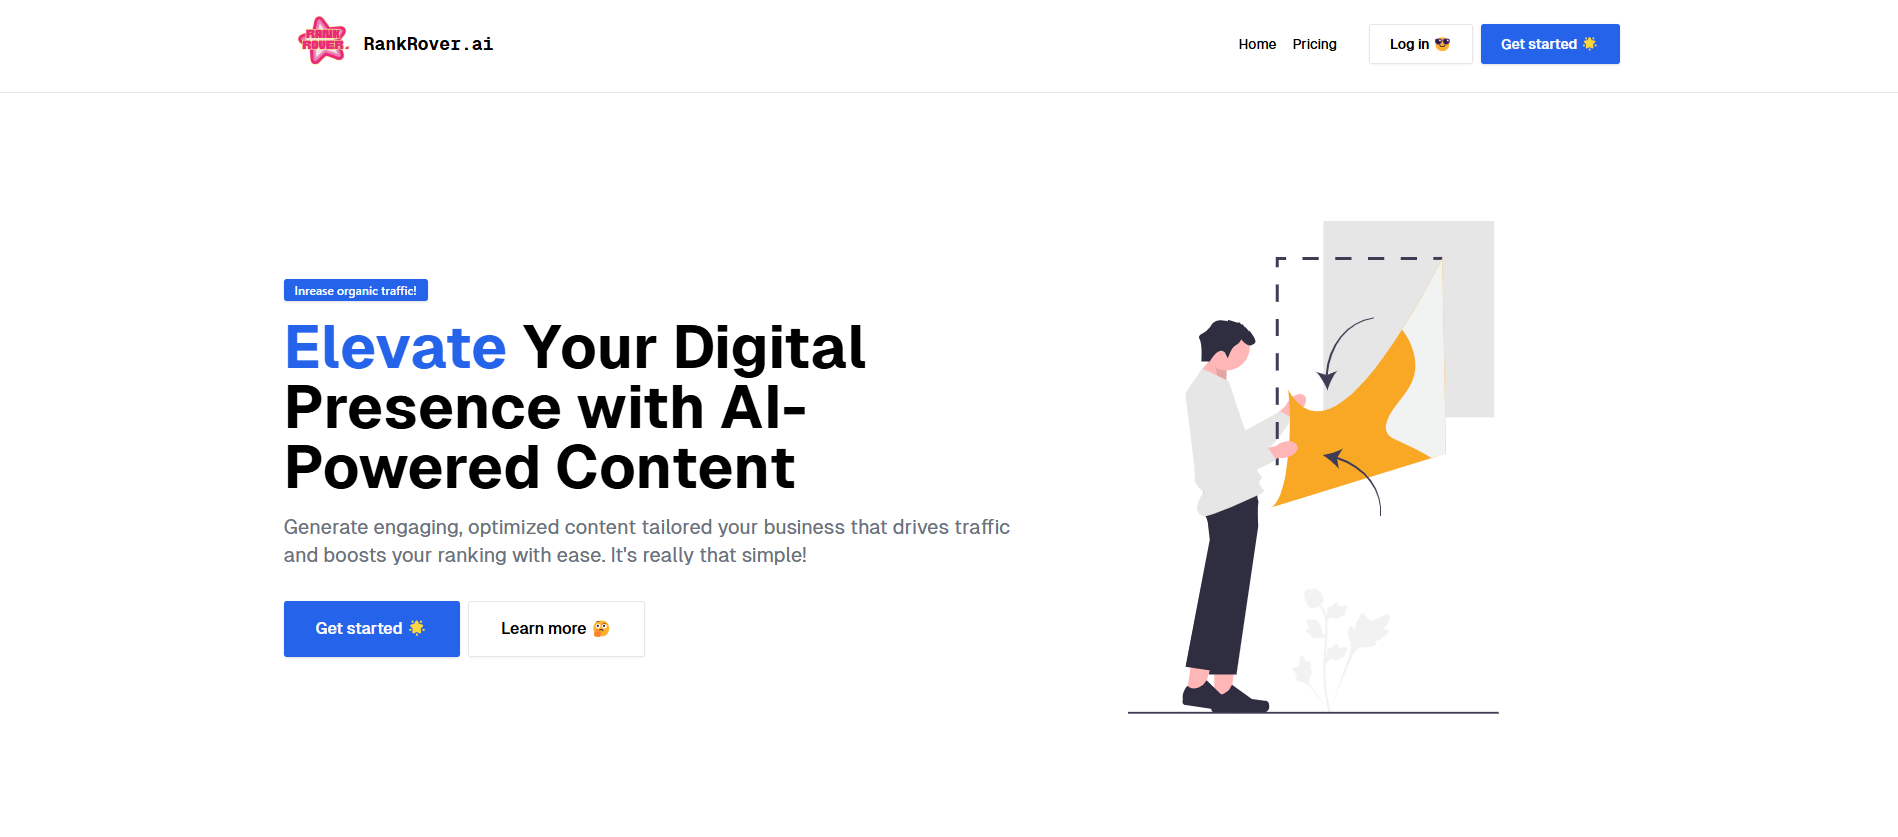 RANK
ROVER.
RankRover.ai
Home
Pricing
Log in 😎
Get started 🌟
Inrease organic traffic!
Elevate Your Digital
Presence with AI-
Powered Content
Generate engaging, optimized content tailored your business that drives traffic
and boosts your ranking with ease. It's really that simple!
Get started 🌟
Learn more 🤔